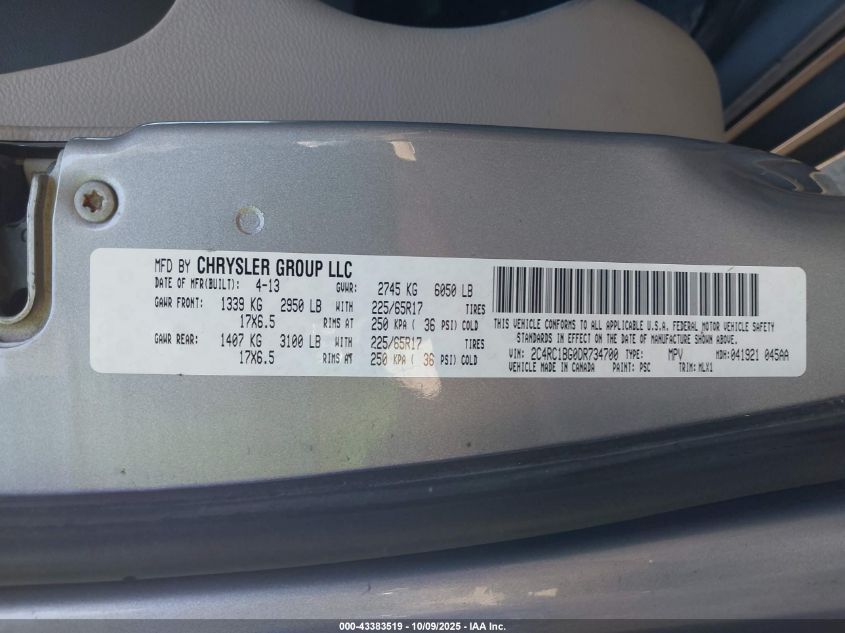 MFD BY CHRYSLER GROUP LLC
DATE OF MFR(BUILT): 4-13 GVWR: 2745 KG 6050 LB
GAWR FRONT: 1339 KG 2950 LB WITH 225/65R17 TIRES
17X6.5 RIMS AT 250 KPA ( 36 PSI) COLD
GAWR REAR: 1407 KG 3100 LB WITH 225/65R17 TIRES
17X6.5 RIMS AT 250 KPA ( 36 PSI) COLD
THIS VEHICLE CONFORMS TO ALL APPLICABLE U.S.A. FEDERAL MOTOR VEHICLE SAFETY
STANDARDS IN EFFECT ON THE DATE OF MANUFACTURE SHOWN ABOVE.
VIN: 2C4RC1BG0DR734700 TYPE: MPV MDH: 041921 045AA
VEHICLE MADE IN CANADA PAINT: PSC TRIM: MLX1
000-43383519 | 10/09/2025 - IAA Inc.